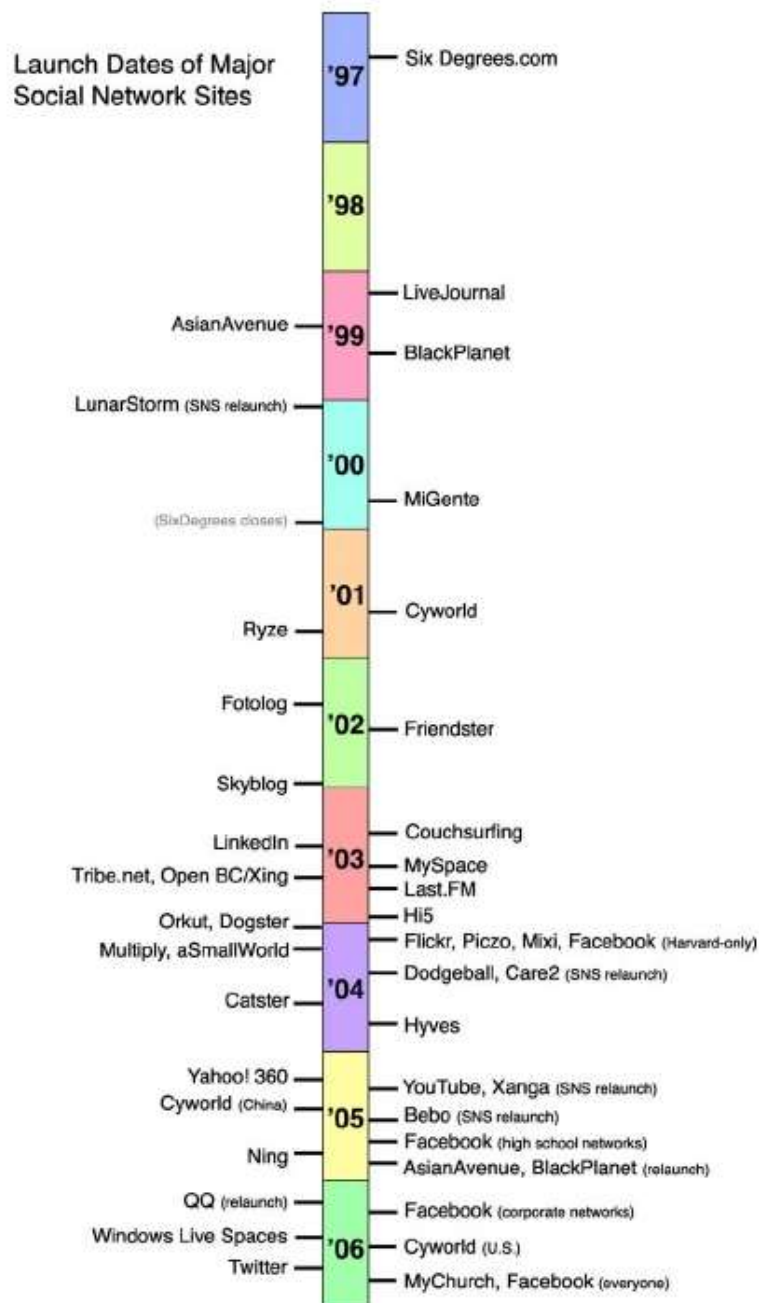 Launch Dates of Major
Social Network Sites
'97
Six Degrees.com
'98
'99
LiveJournal
AsianAvenue
BlackPlanet
LunarStorm (SNS relaunch)
'00
MiGente
(SixDegrees closes)
'01
Cyworld
Ryze
Fotolog
'02
Friendster
Skyblog
Couchsurfing
LinkedIn
'03
MySpace
Tribe.net, Open BC/Xing
Last.FM
Hi5
Orkut, Dogster
Flickr, Piczo, Mixi, Facebook (Harvard-only)
Multiply, aSmallWorld
Dodgeball, Care2 (SNS relaunch)
'04
Catster
Hyves
Yahoo! 360
YouTube, Xanga (SNS relaunch)
Cyworld (China)
'05
Bebo (SNS relaunch)
Facebook (high school networks)
Ning
AsianAvenue, BlackPlanet (relaunch)
QQ (relaunch)
Facebook (corporate networks)
Windows Live Spaces
'06
Cyworld (U.S.)
Twitter
MyChurch, Facebook (everyone)